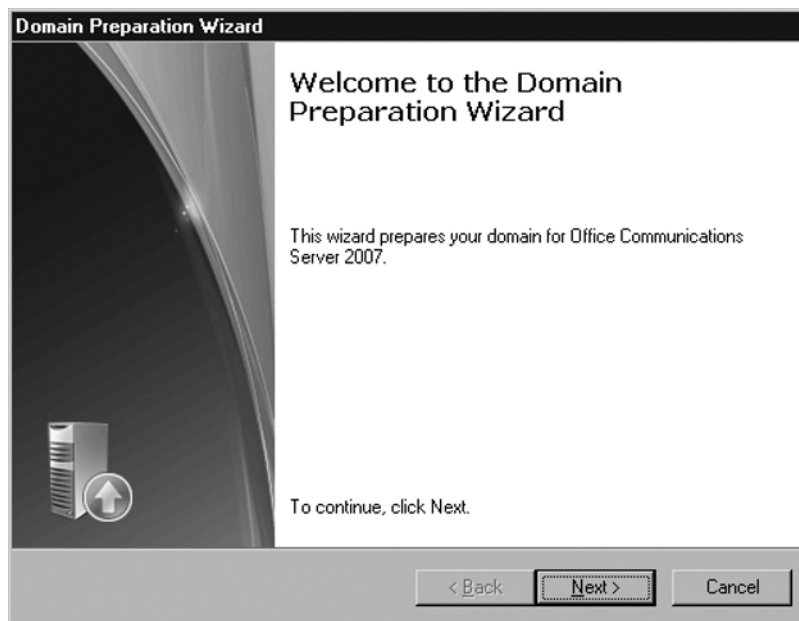 Domain Preparation Wizard
Welcome to the Domain
Preparation Wizard
This wizard prepares your domain for Office Communications
Server 2007.
To continue, click Next.
< Back
Next >
Cancel